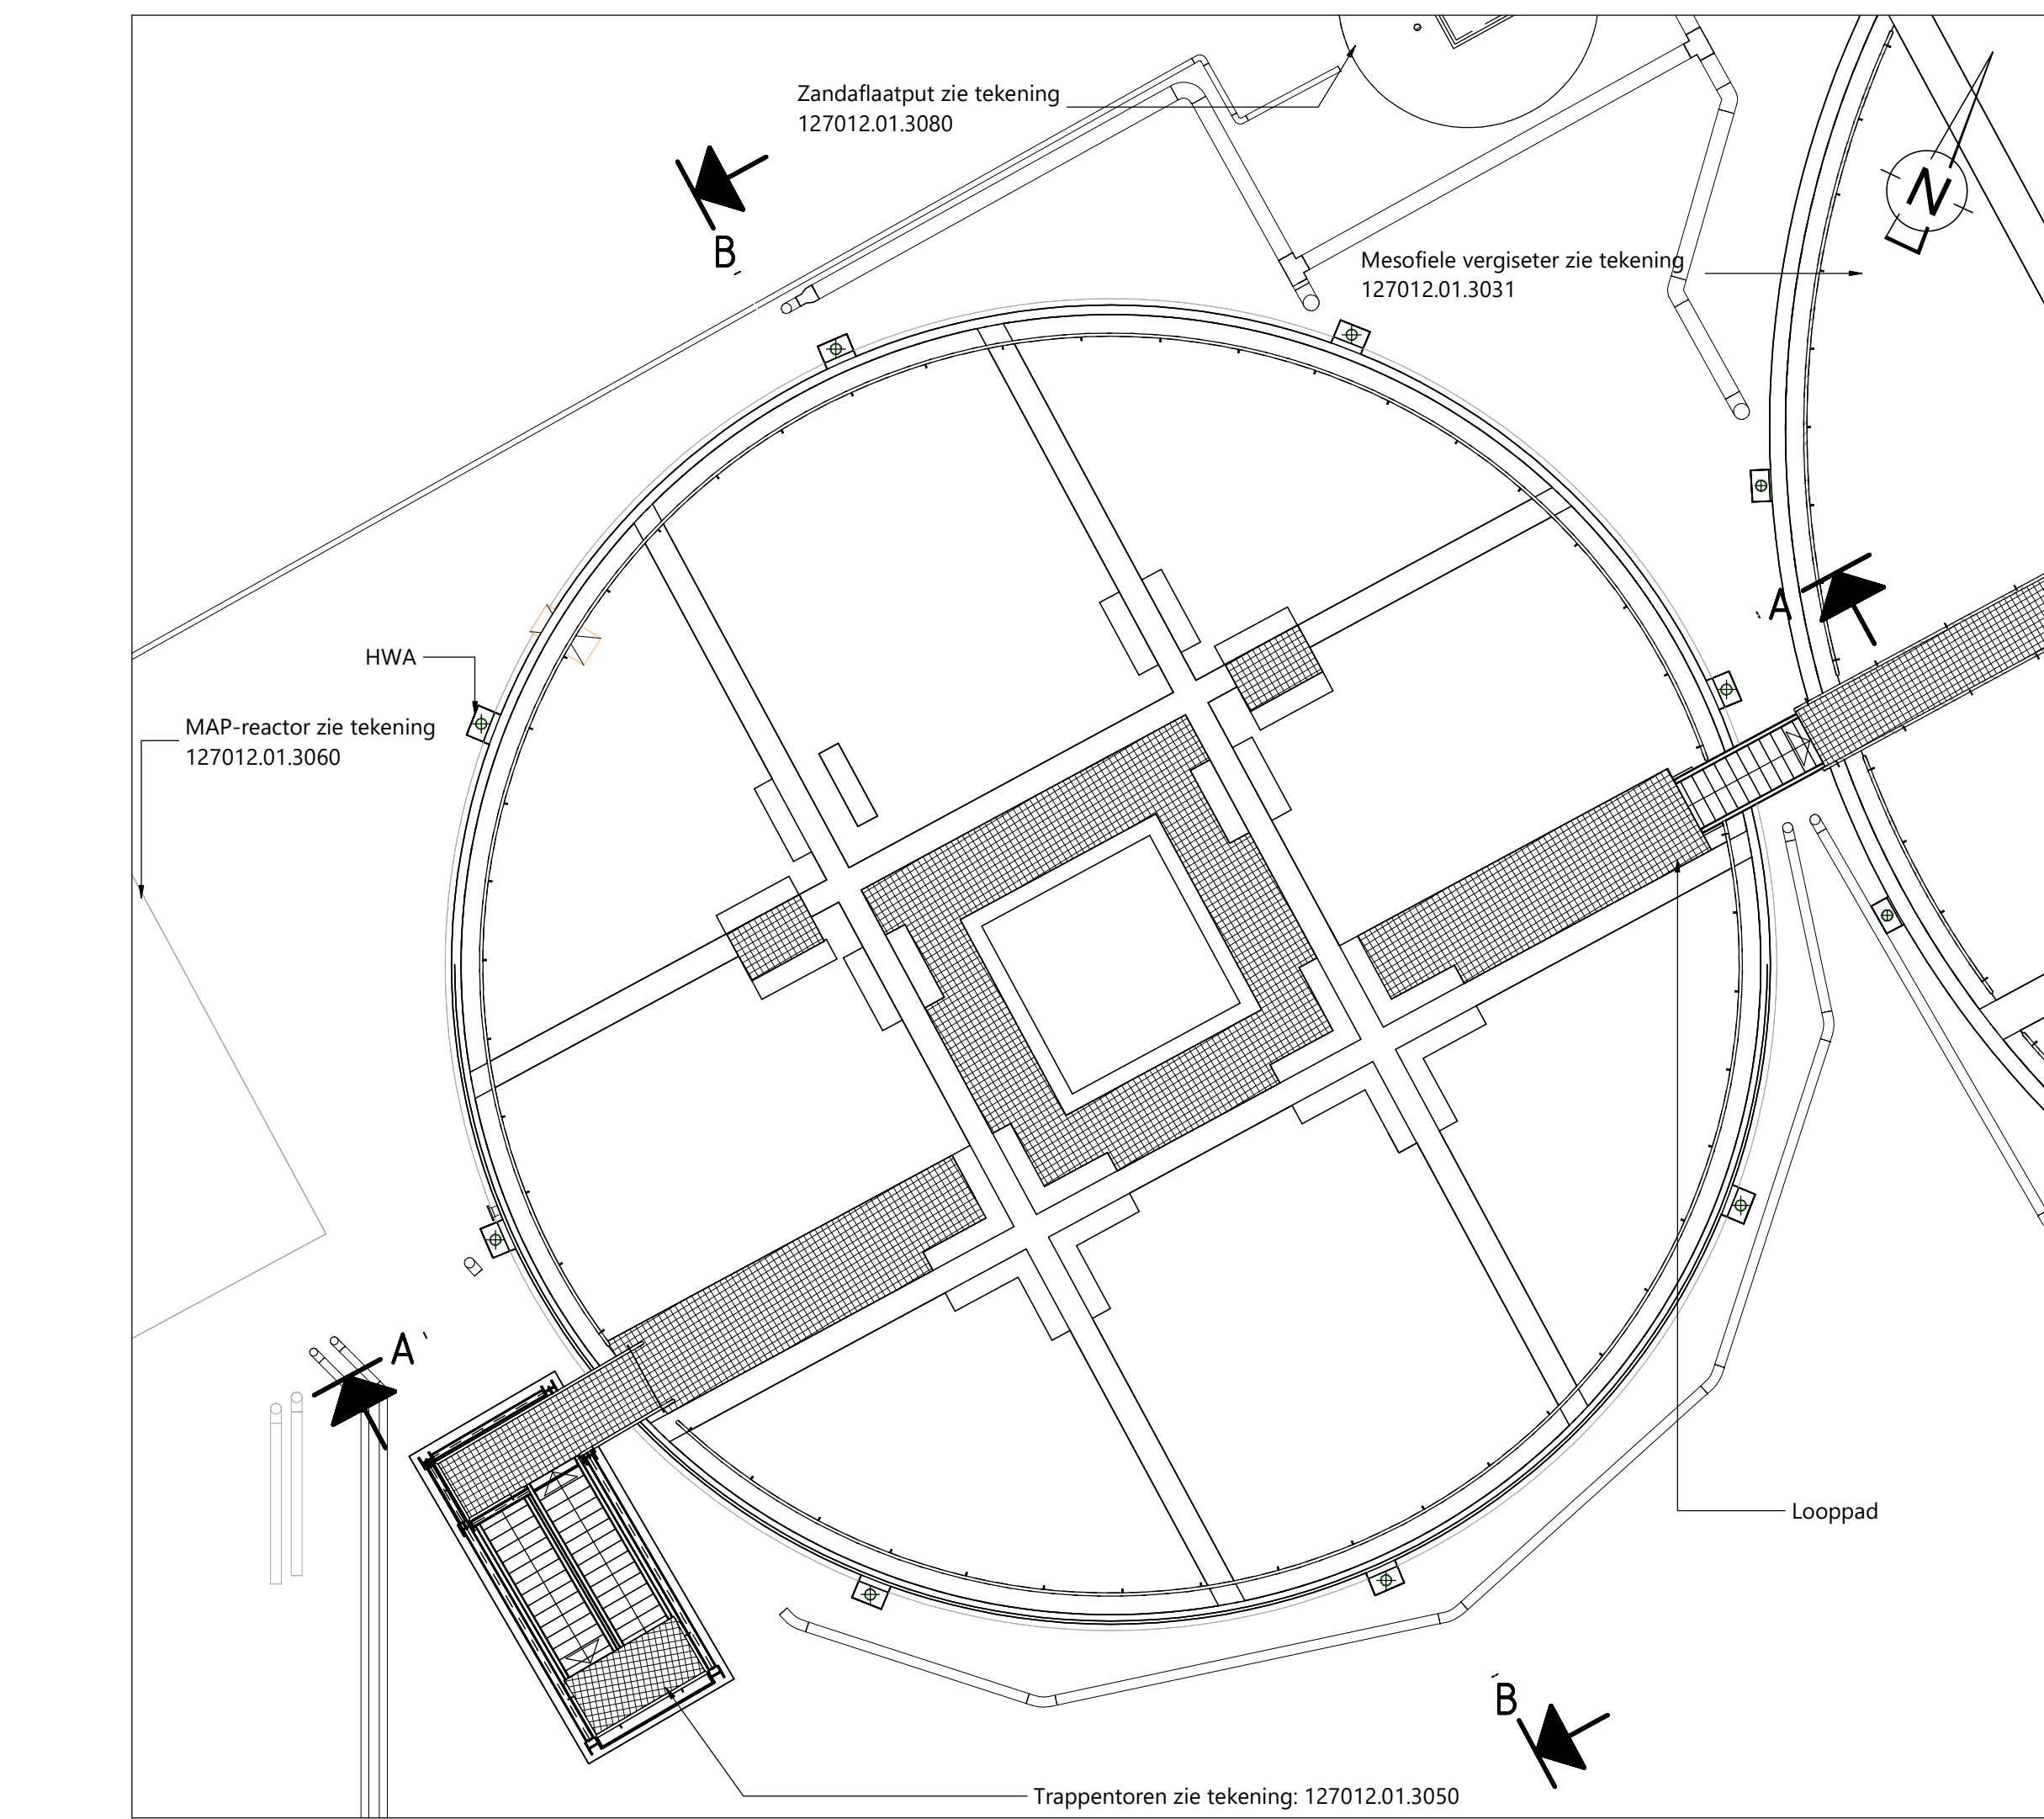 Zandaflaatput zie tekening
127012.01.3080
B
N
Mesofiele vergiseter zie tekening
127012.01.3031
A
HWA
MAP-reactor zie tekening
127012.01.3060
A
Looppad
B
Trappentoren zie tekening: 127012.01.3050